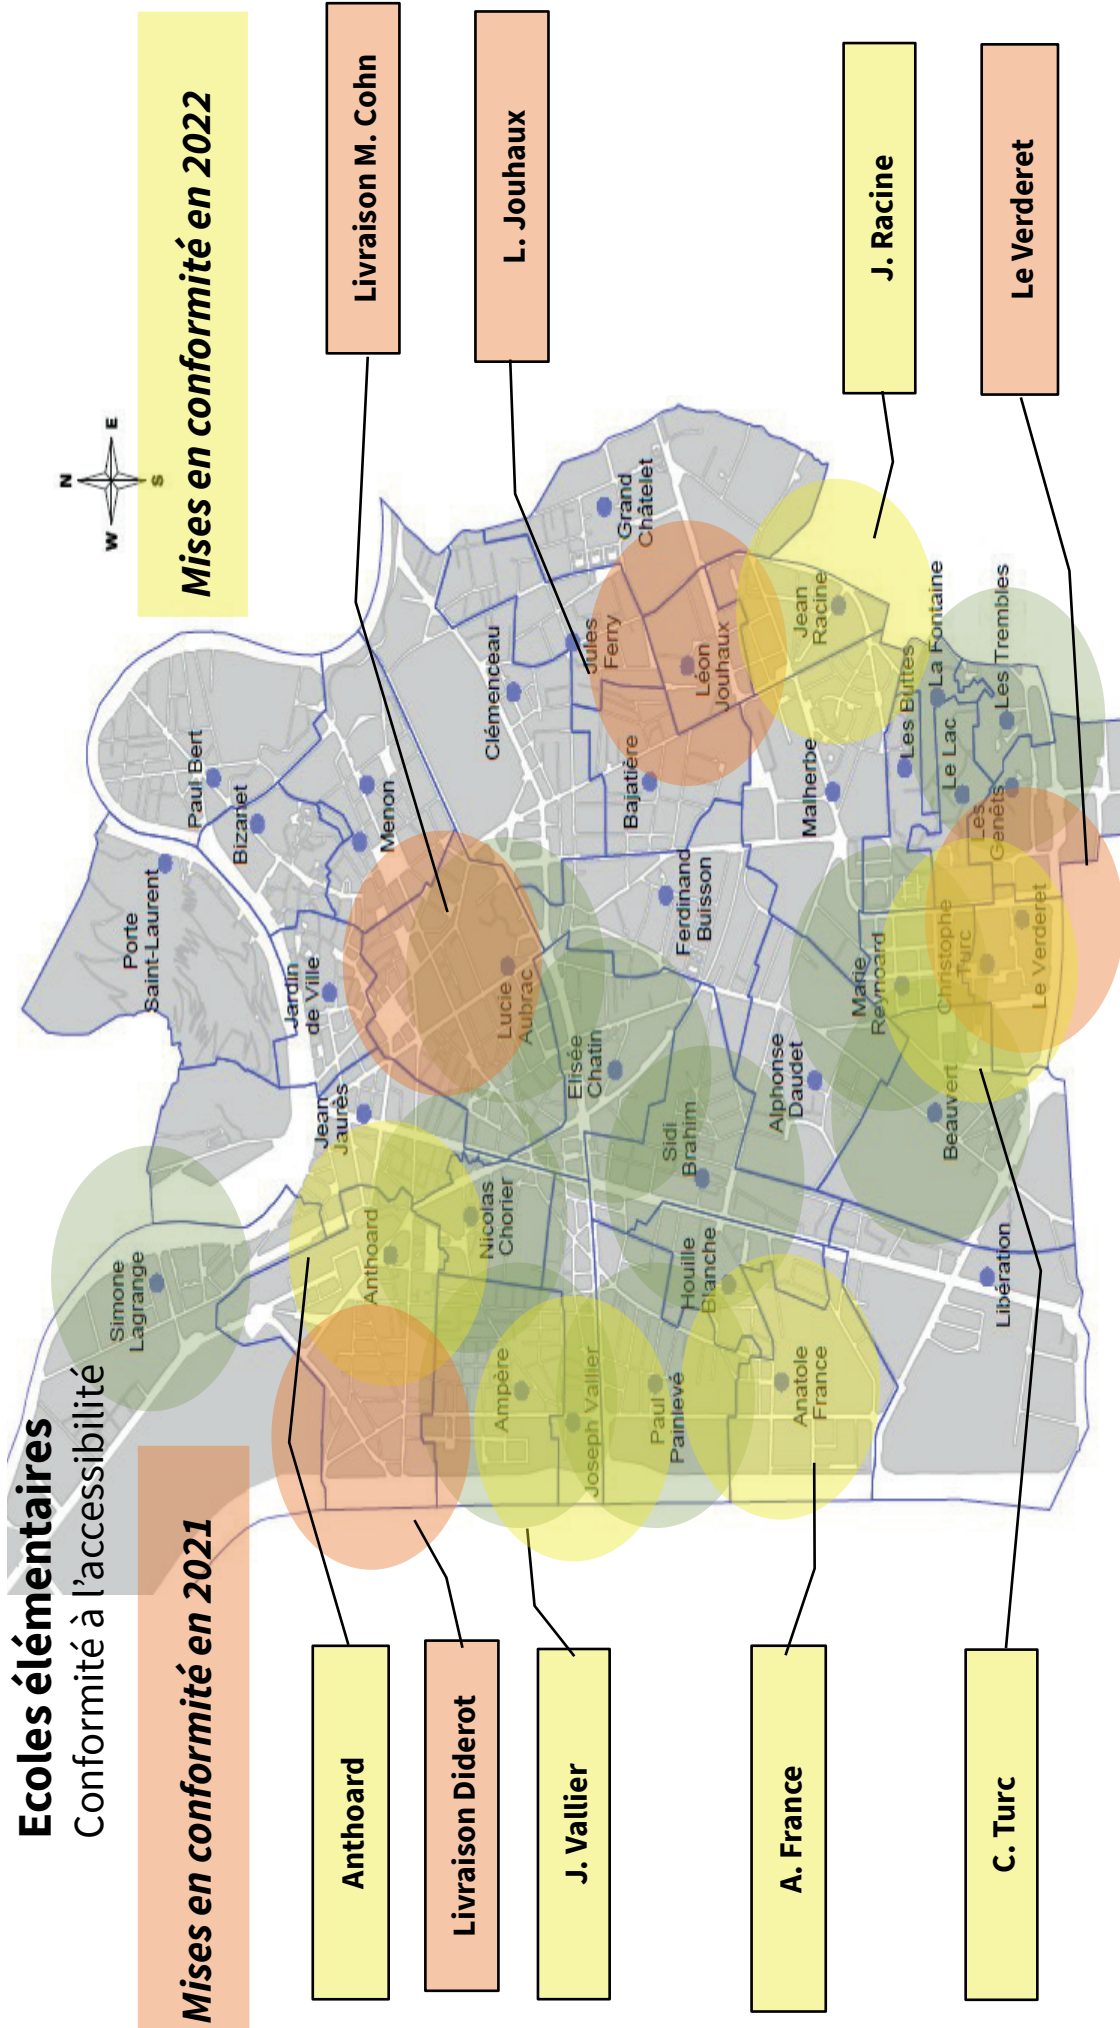 Ecoles élémentaires
Conformité à l'accessibilité
Mises en conformité en 2021
Mises en conformité en 2022
N
W
E
S
Anthoard
Livraison Diderot
J. Vallier
A. France
C. Turc
Livraison M. Cohn
L. Jouhaux
J. Racine
Le Verderet
Simone
Lagrange
Porte
Saint-Laurent
Paul Bert
Bizanet
Jardin
de Ville
Menon
Jean
Jaurès
Anthoard
Nicolas
Chorier
Lucie
Aubrac
Clémenceau
Grand
Châtelet
Jules
Ferry
Elisée
Chatin
Ampère
Joseph Vallier
Bajatière
Léon
Jouhaux
Paul
Painlevé
Houille
Blanche
Sidi
Brahim
Ferdinand
Buisson
Anatole
France
Alphonse
Daudet
Malherbe
Jean
Racine
Marie
Reynoard
Les Buttes
La Fontaine
Beauvert
Christophe
Turc
Le Lac
Les
Genêts
Les Trembles
Libération
Le Verderet